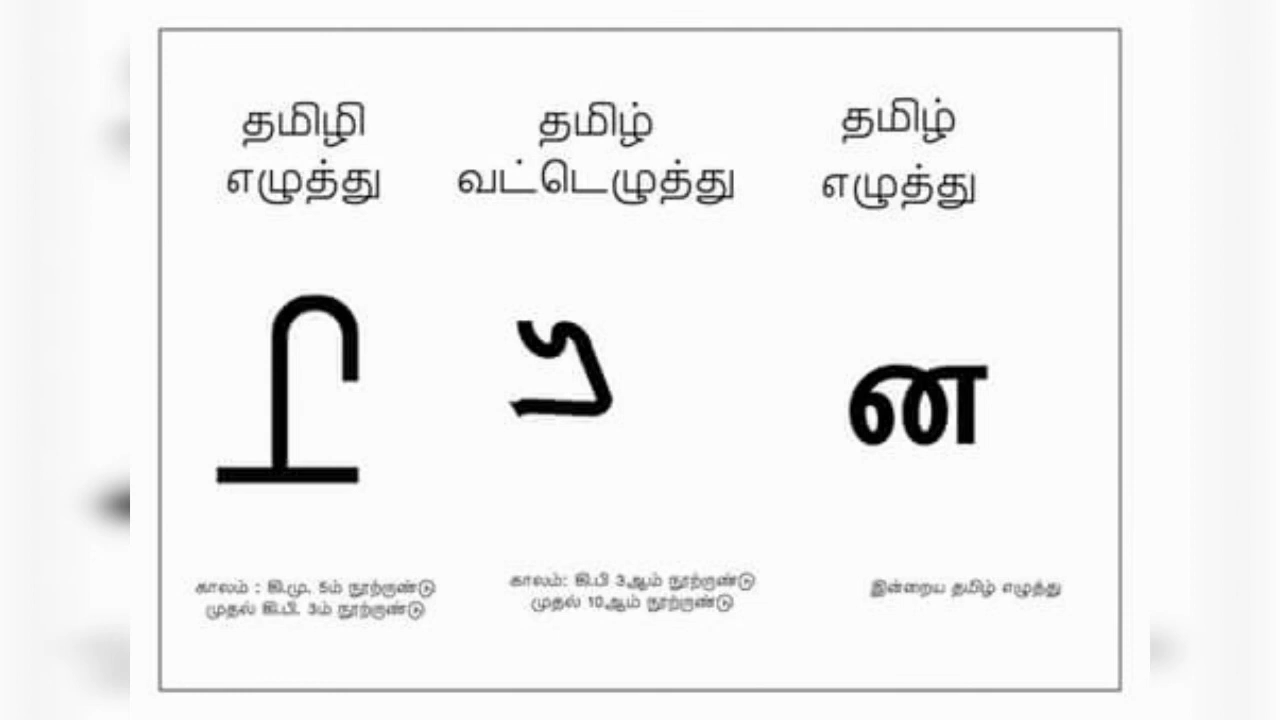 தமிழி
எழுத்து
தமிழ்
வட்டெழுத்து
தமிழ்
எழுத்து
𑀷
ன
காலம் : கி.மு. 5ம் நூற்றாண்டு
முதல் கி.பி. 3ம் நூற்றாண்டு
காலம்: கி.பி 3ஆம் நூற்றாண்டு
முதல் 10ஆம் நூற்றாண்டு
இன்றைய தமிழ் எழுத்து